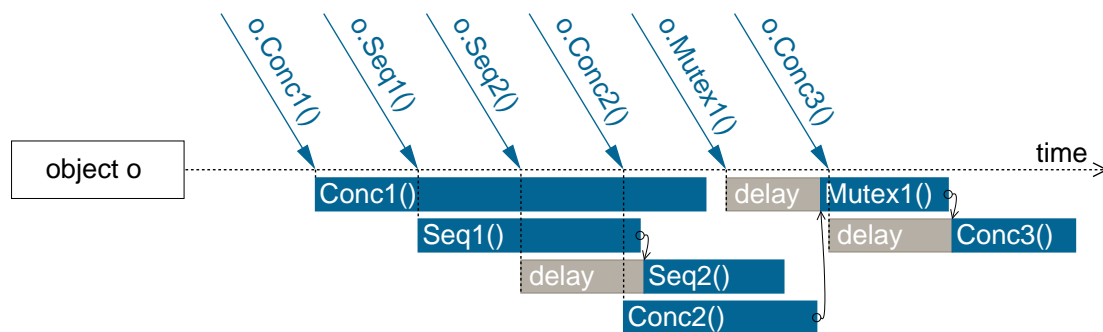 o.Conc1()
o.Seq1()
o.Seq2()
o.Conc2()
o.Mutex1()
o.Conc3()
object o
time
Conc1()
delay
Mutex1()
Seq1()
delay
Conc3()
delay
Seq2()
Conc2()